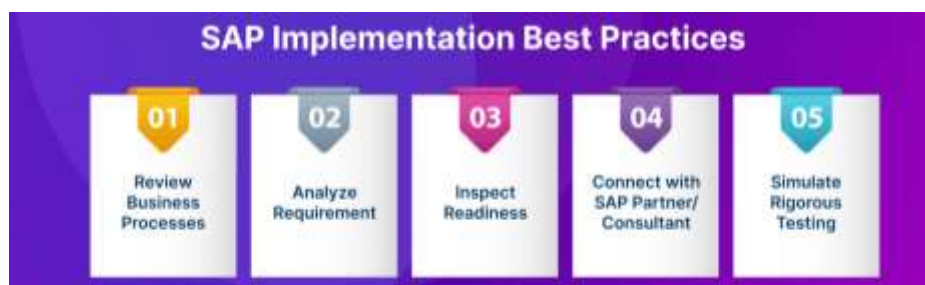 SAP Implementation Best Practices
01
Review
Business
Processes
02
Analyze
Requirement
03
Inspect
Readiness
04
Connect with
SAP Partner/
Consultant
05
Simulate
Rigorous
Testing